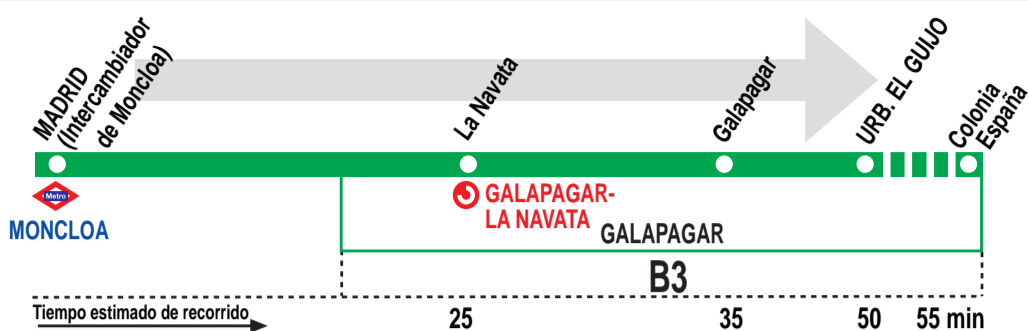 MADRID
(Intercambiador
de Moncloa)
La Navata
Galapagar
URB. EL GUIJO
Colonia
España
Metro
MONCLOA
GALAPAGAR-
LA NAVATA
GALAPAGAR
B3
Tiempo estimado de recorrido
25
35
50
55 min